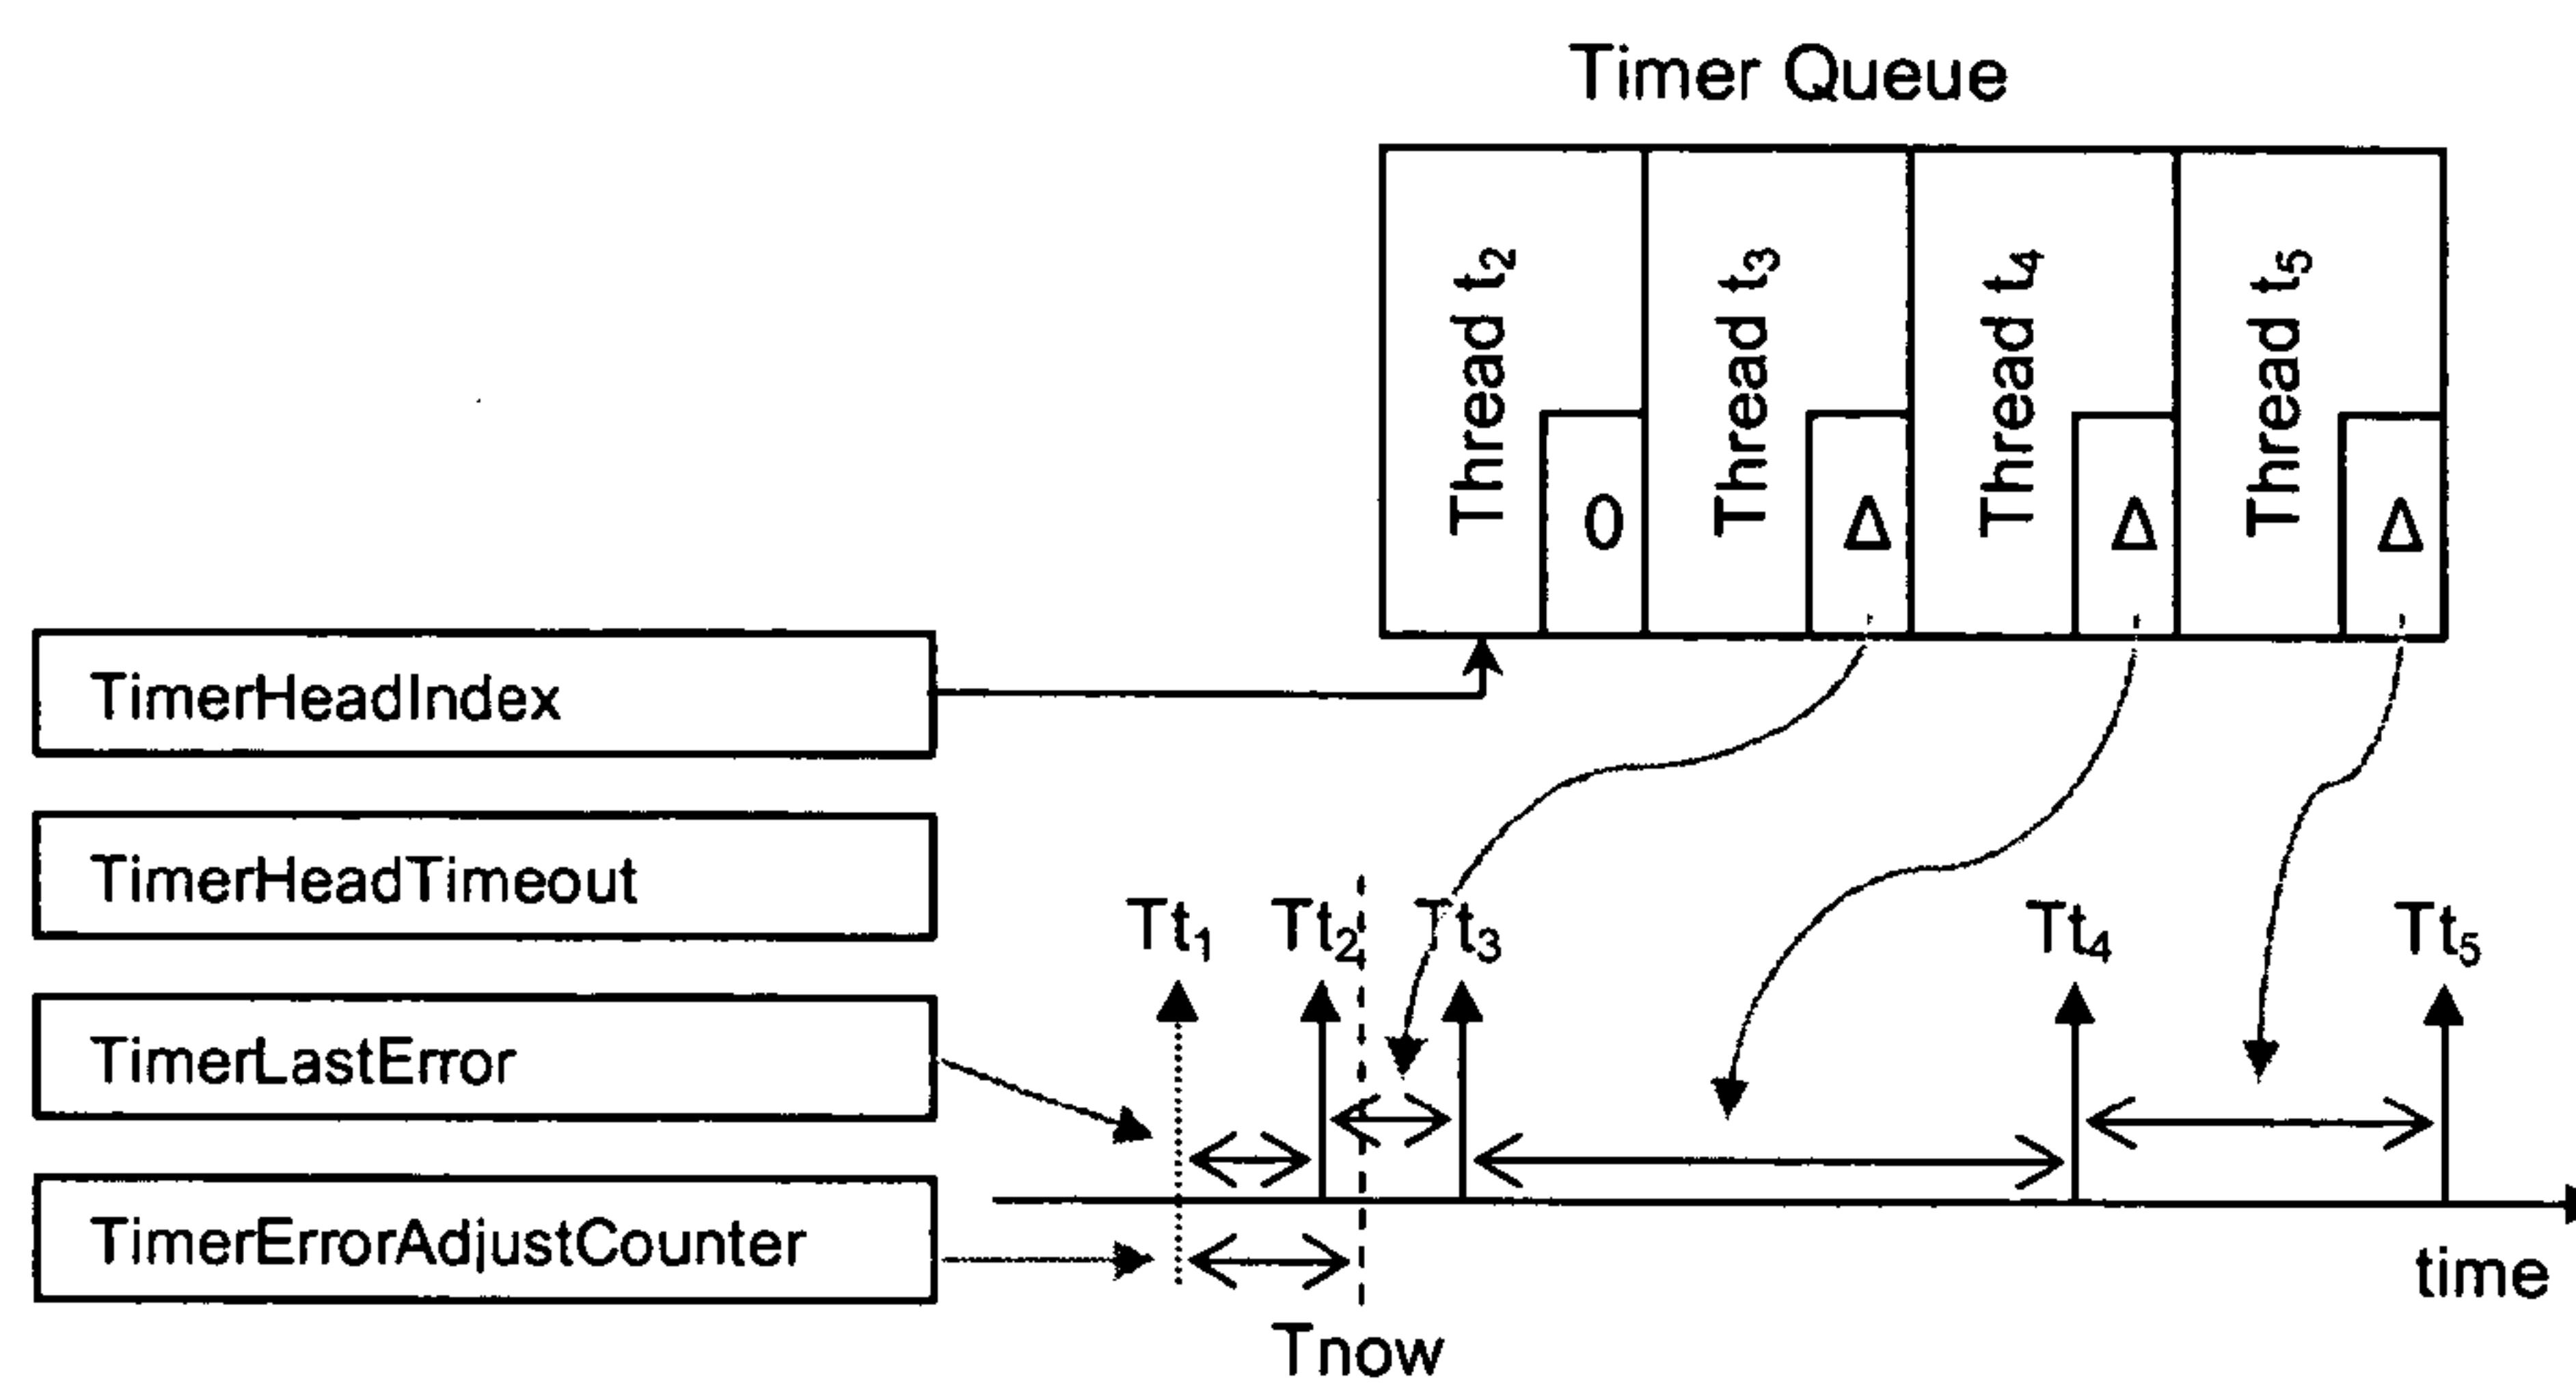 Timer Queue
Thread t₂
0
Thread t₃
Δ
Thread t₄
Δ
Thread t₅
Δ
TimerHeadIndex
TimerHeadTimeout
TimerLastError
TimerErrorAdjustCounter
Tt₁
Tt₂
Tt₃
Tt₄
Tt₅
time
Tnow